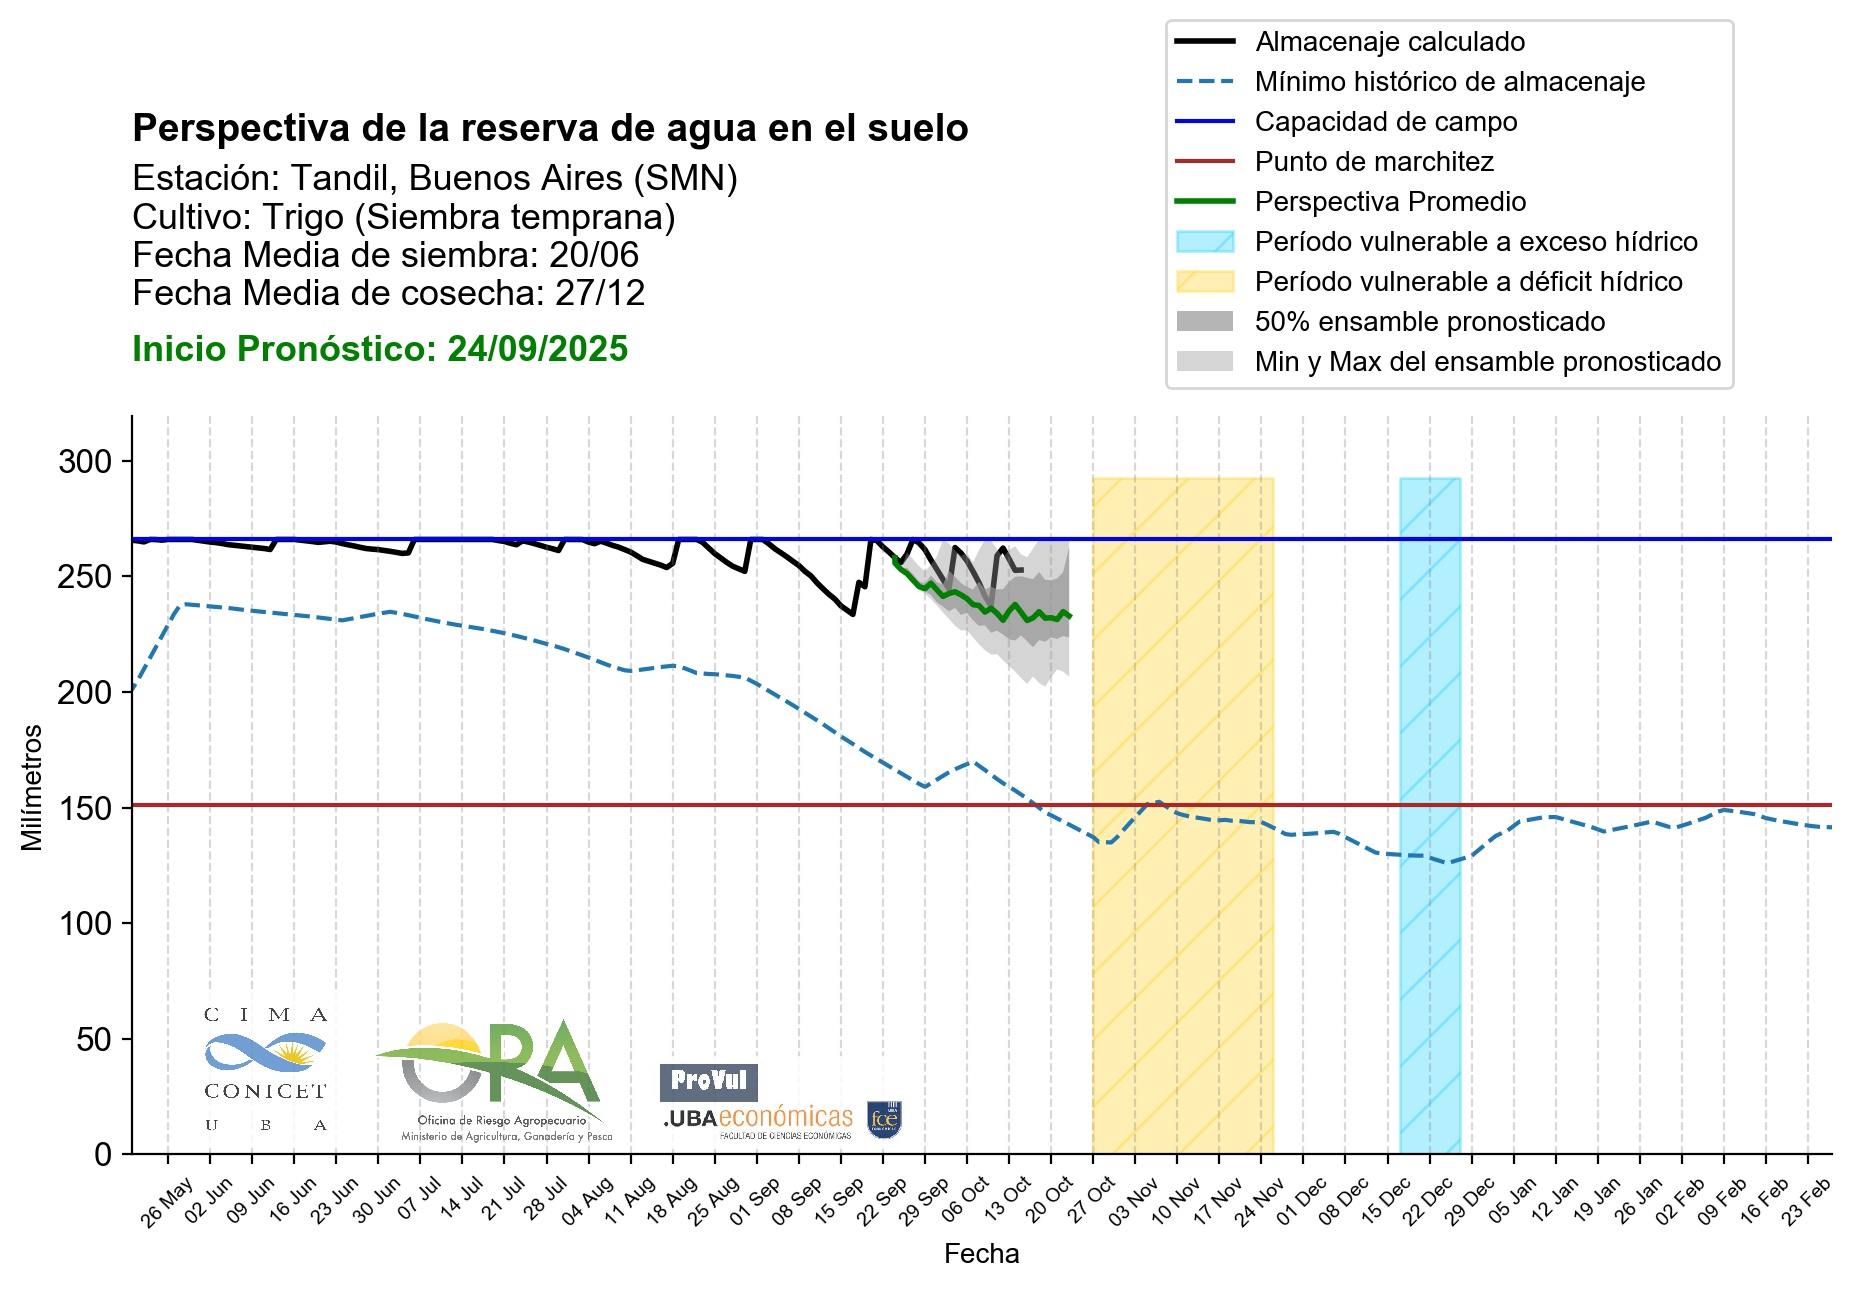 Almacenaje calculado
Mínimo histórico de almacenaje
Capacidad de campo
Punto de marchitez
Perspectiva Promedio
Período vulnerable a exceso hídrico
Período vulnerable a déficit hídrico
50% ensamble pronosticado
Min y Max del ensamble pronosticado
Perspectiva de la reserva de agua en el suelo
Estación: Tandil, Buenos Aires (SMN)
Cultivo: Trigo (Siembra temprana)
Fecha Media de siembra: 20/06
Fecha Media de cosecha: 27/12
Inicio Pronóstico: 24/09/2025
300
250
200
150
100
50
0
Milímetros
CIMA
CONICET
UBA
ORA
Oficina de Riesgo Agropecuario
Ministerio de Agricultura, Ganadería y Pesca
ProVul
.UBAeconómicas
FACULTAD DE CIENCIAS ECONÓMICAS
fce
26 May
02 Jun
09 Jun
16 Jun
23 Jun
30 Jun
07 Jul
14 Jul
21 Jul
28 Jul
04 Aug
11 Aug
18 Aug
25 Aug
01 Sep
08 Sep
15 Sep
22 Sep
29 Sep
06 Oct
13 Oct
20 Oct
27 Oct
03 Nov
10 Nov
17 Nov
24 Nov
01 Dec
08 Dec
15 Dec
22 Dec
29 Dec
05 Jan
12 Jan
19 Jan
26 Jan
02 Feb
09 Feb
16 Feb
23 Feb
Fecha